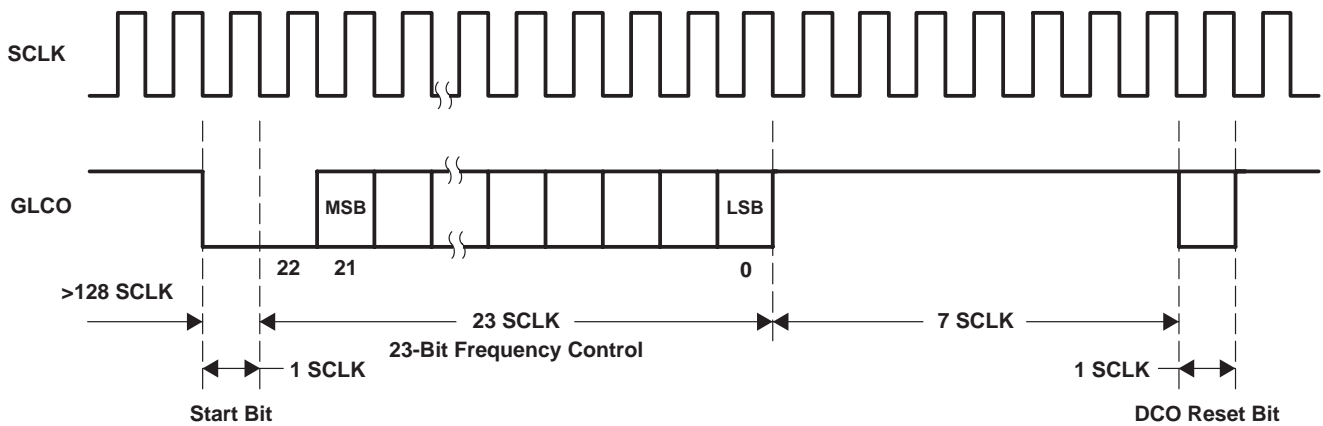 SCLK
GLCO
MSB
LSB
22
21
0
>128 SCLK
23 SCLK
7 SCLK
23-Bit Frequency Control
1 SCLK
1 SCLK
Start Bit
DCO Reset Bit